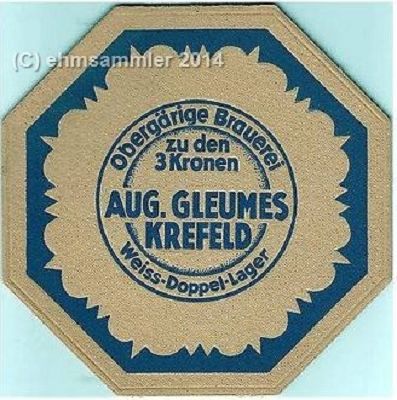 (C) ehmsammler 2014
Obergärige Brauerei
zu den
3 Kronen
AUG. GLEUMES
KREFELD
Weiss-Doppel-Lager